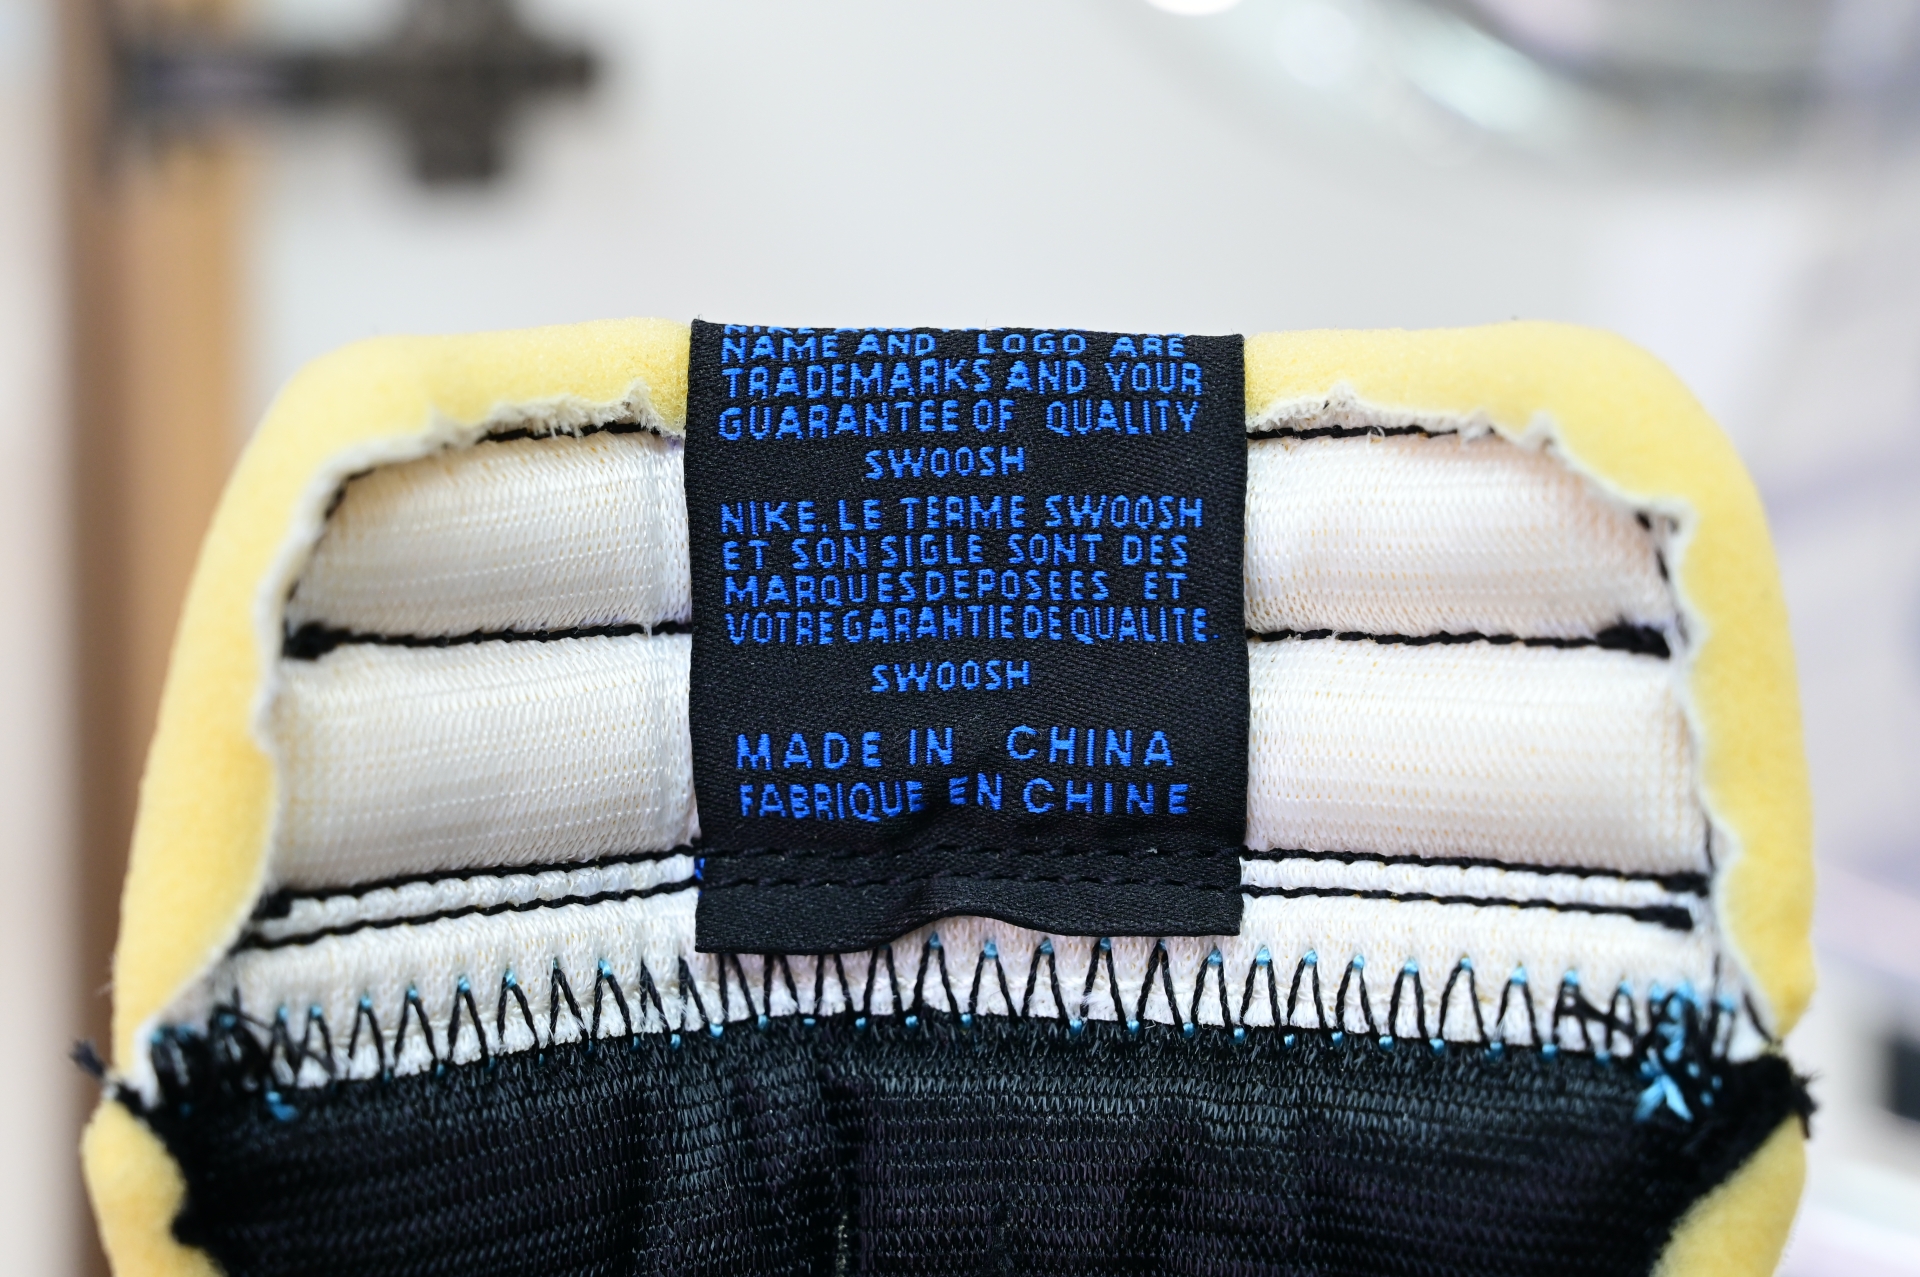 NAME AND LOGO ARE
TRADEMARKS AND YOUR
GUARANTEE OF QUALITY
SWOOSH
NIKE, LE TERME SWOOSH
ET SON SIGLE SONT DES
MARQUES DEPOSEES ET
VOTRE GARANTIE DE QUALITE.
SWOOSH
MADE IN CHINA
FABRIQUE EN CHINE